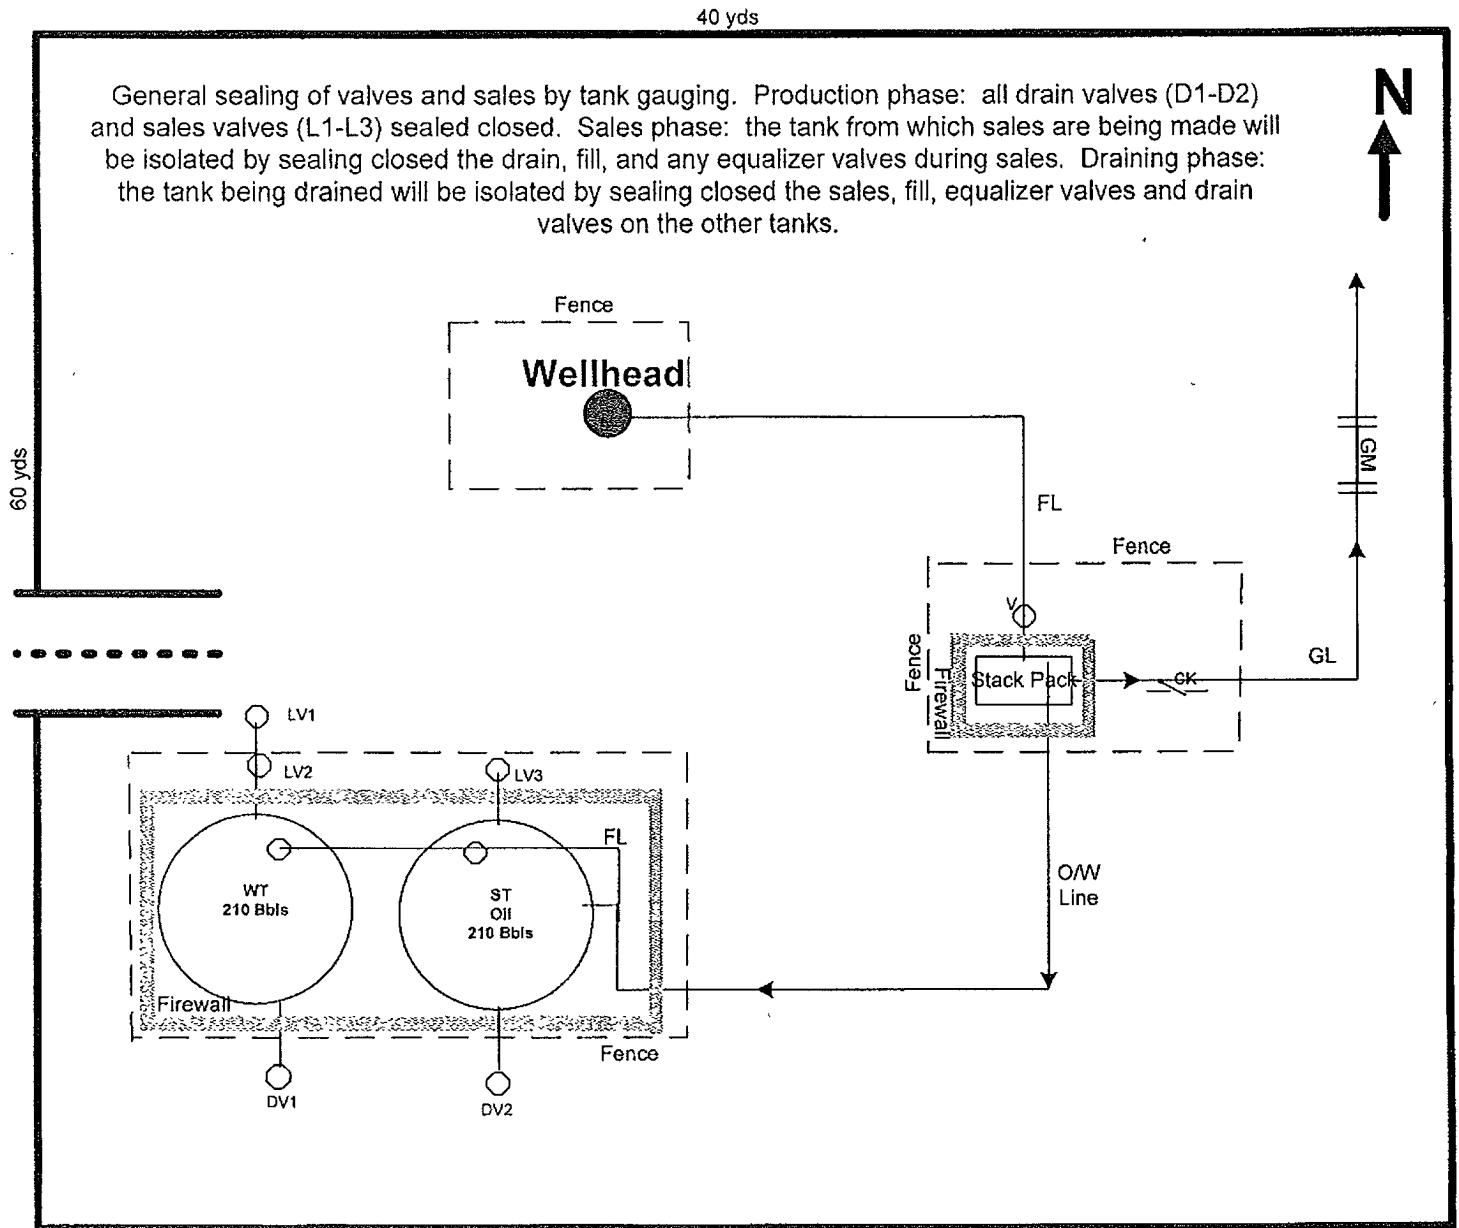 40 yds
General sealing of valves and sales by tank gauging. Production phase: all drain valves (D1-D2)
and sales valves (L1-L3) sealed closed. Sales phase: the tank from which sales are being made will
be isolated by sealing closed the drain, fill, and any equalizer valves during sales. Draining phase:
the tank being drained will be isolated by sealing closed the sales, fill, equalizer valves and drain
valves on the other tanks.
N
Fence
Wellhead
60 yds
GM
FL
Fence
V
Fence
Firewall
Stack Pack
CK
GL
LV1
LV2
LV3
FL
WT
210 Bbls
ST
Oil
210 Bbls
O/W
Line
Firewall
Fence
DV1
DV2